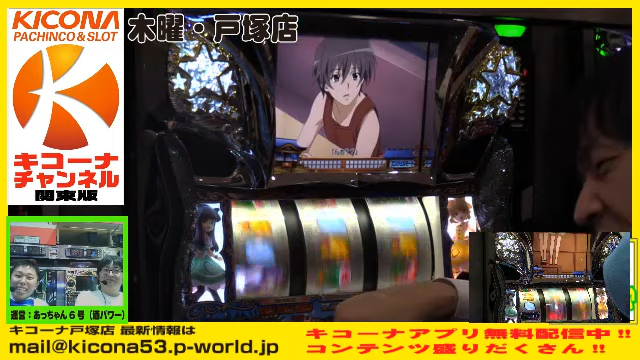 KICONA
PACHINCO&SLOT
木曜・戸塚店
キコーナ
チャンネル
関東版
運営：あっちゃん6号（酒パワー）
キコーナ戸塚店 最新情報は
mail@kicona53.p-world.jp
キコーナアプリ無料配信中!!
コンテンツ盛りだくさん!!